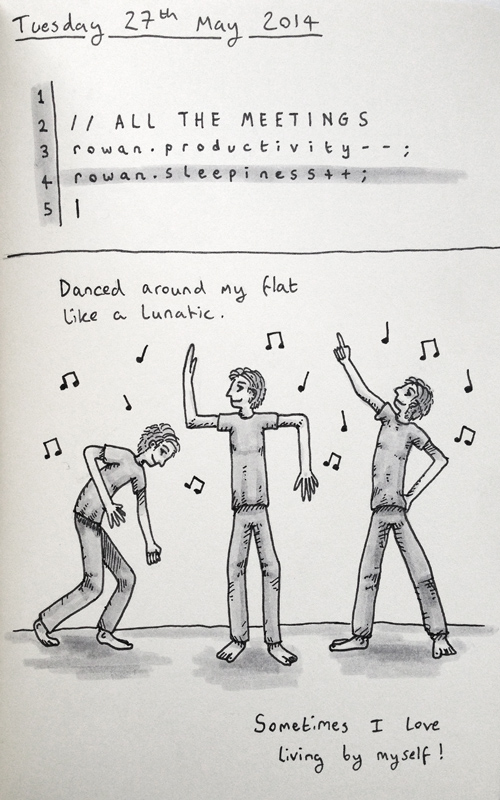 Tuesday 27th May 2014
1
2 // ALL THE MEETINGS
3 rowan.productivity--;
4 rowan.sleepiness++;
5 |
Danced around my flat
like a Lunatic.
Sometimes I Love
living by myself!